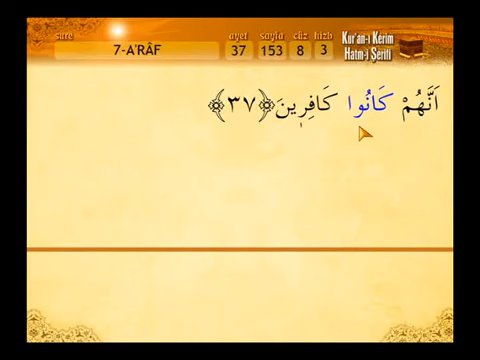 sure ayet sayfa cüz hizb
7-A'RÂF 37 153 8 3
Kur'an-ı Kerim
Hatm-i Şerifi
اَنَّهُمْ كَانُوا كَافِرٖينَ﴿٣٧﴾